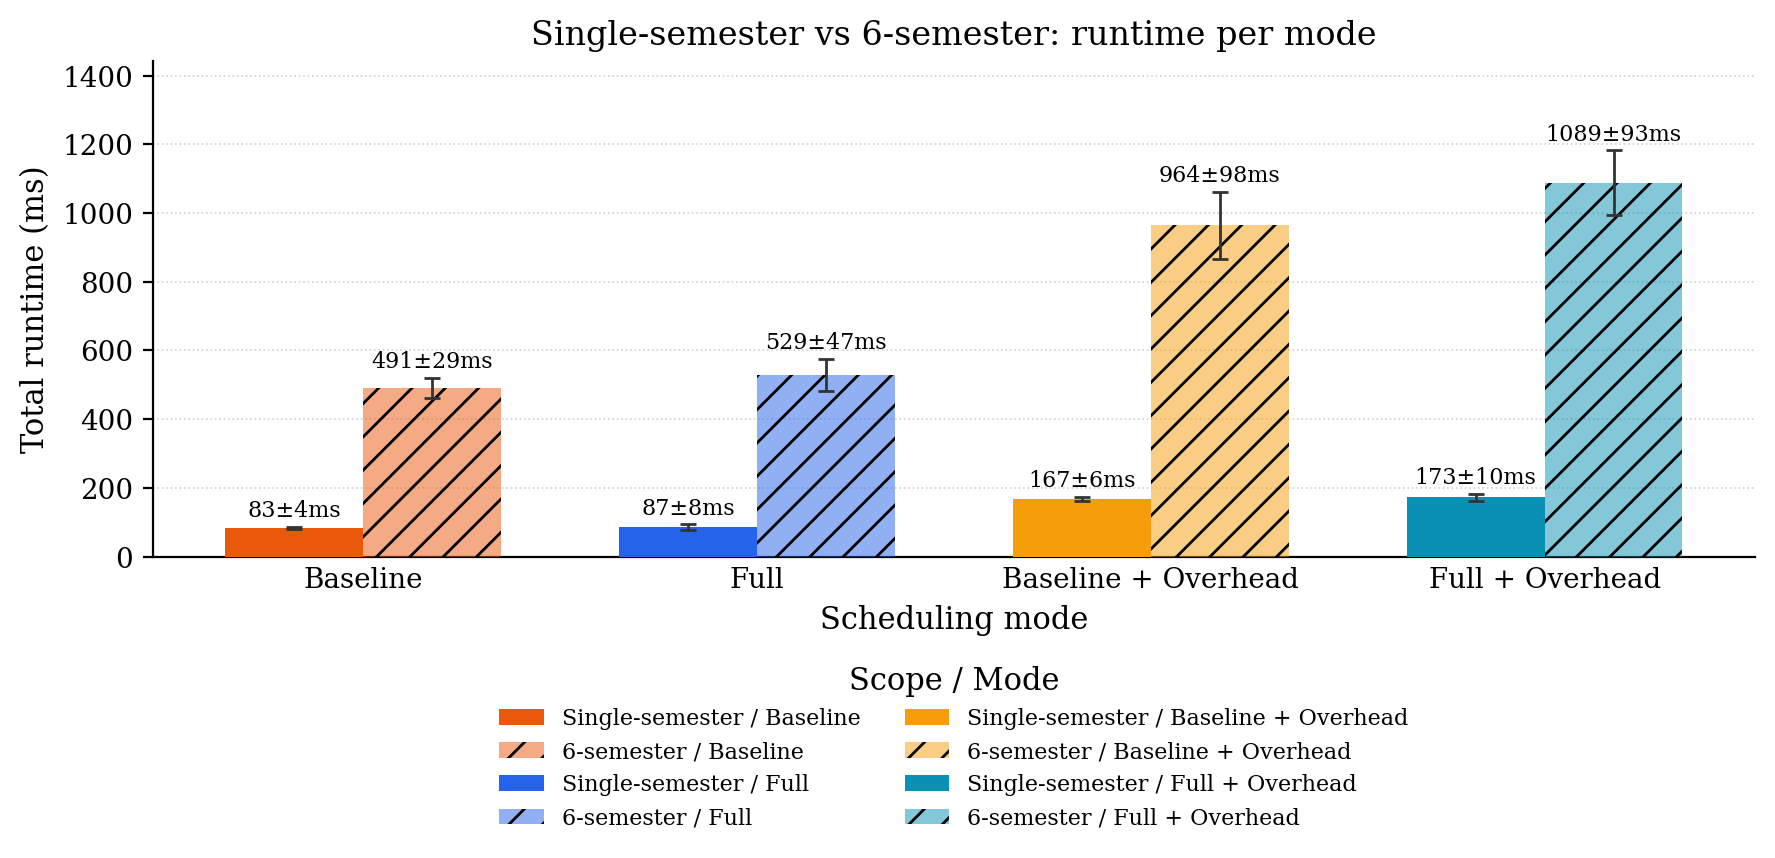 Single-semester vs 6-semester: runtime per mode
Total runtime (ms)
1400
1200
1000
800
600
400
200
0
83±4ms
491±29ms
87±8ms
529±47ms
167±6ms
964±98ms
173±10ms
1089±93ms
Baseline
Full
Baseline + Overhead
Full + Overhead
Scheduling mode
Scope / Mode
Single-semester / Baseline
6-semester / Baseline
Single-semester / Full
6-semester / Full
Single-semester / Baseline + Overhead
6-semester / Baseline + Overhead
Single-semester / Full + Overhead
6-semester / Full + Overhead